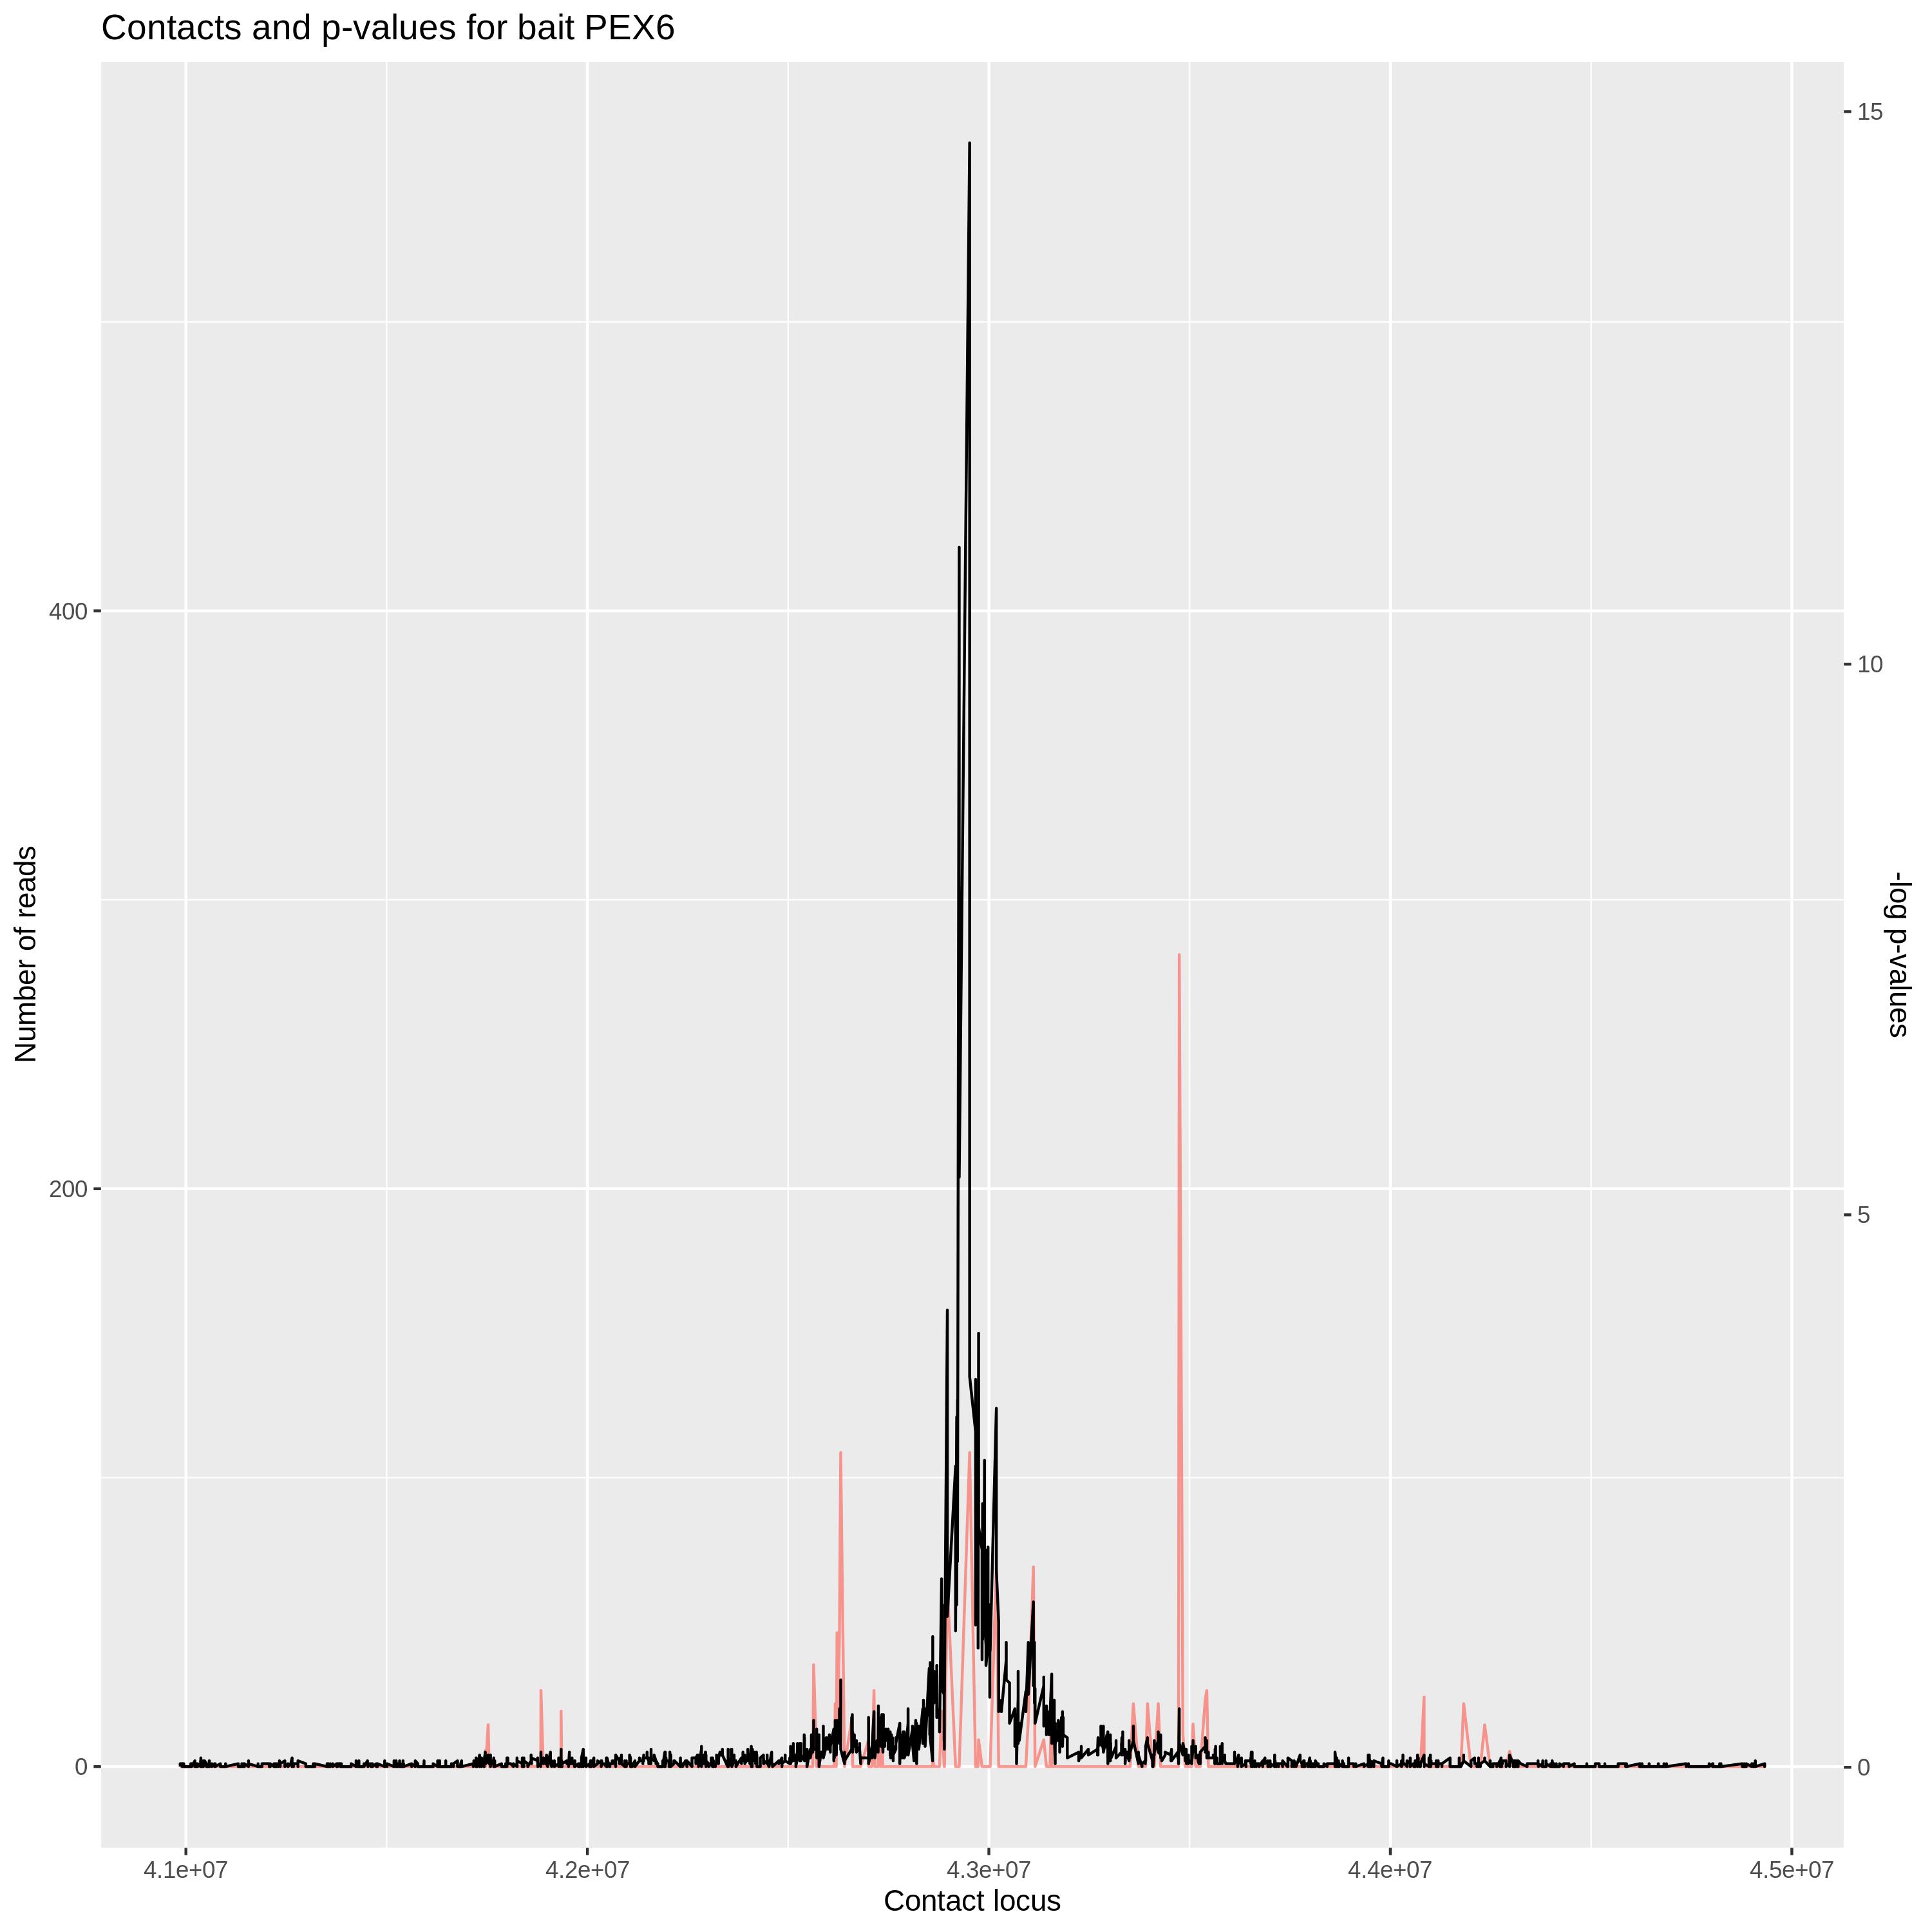 Contacts and p-values for bait PEX6
15
10
5
0
-log p-values
400
200
0
Number of reads
4.1e+07 4.2e+07 4.3e+07 4.4e+07 4.5e+07
Contact locus